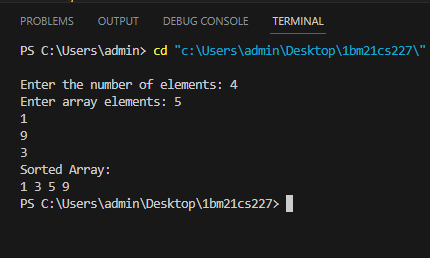 PROBLEMS OUTPUT DEBUG CONSOLE TERMINAL
PS C:\Users\admin> cd "c:\Users\admin\Desktop\1bm21cs227\"
Enter the number of elements: 4
Enter array elements: 5
1
9
3
Sorted Array:
1 3 5 9
PS C:\Users\admin\Desktop\1bm21cs227>